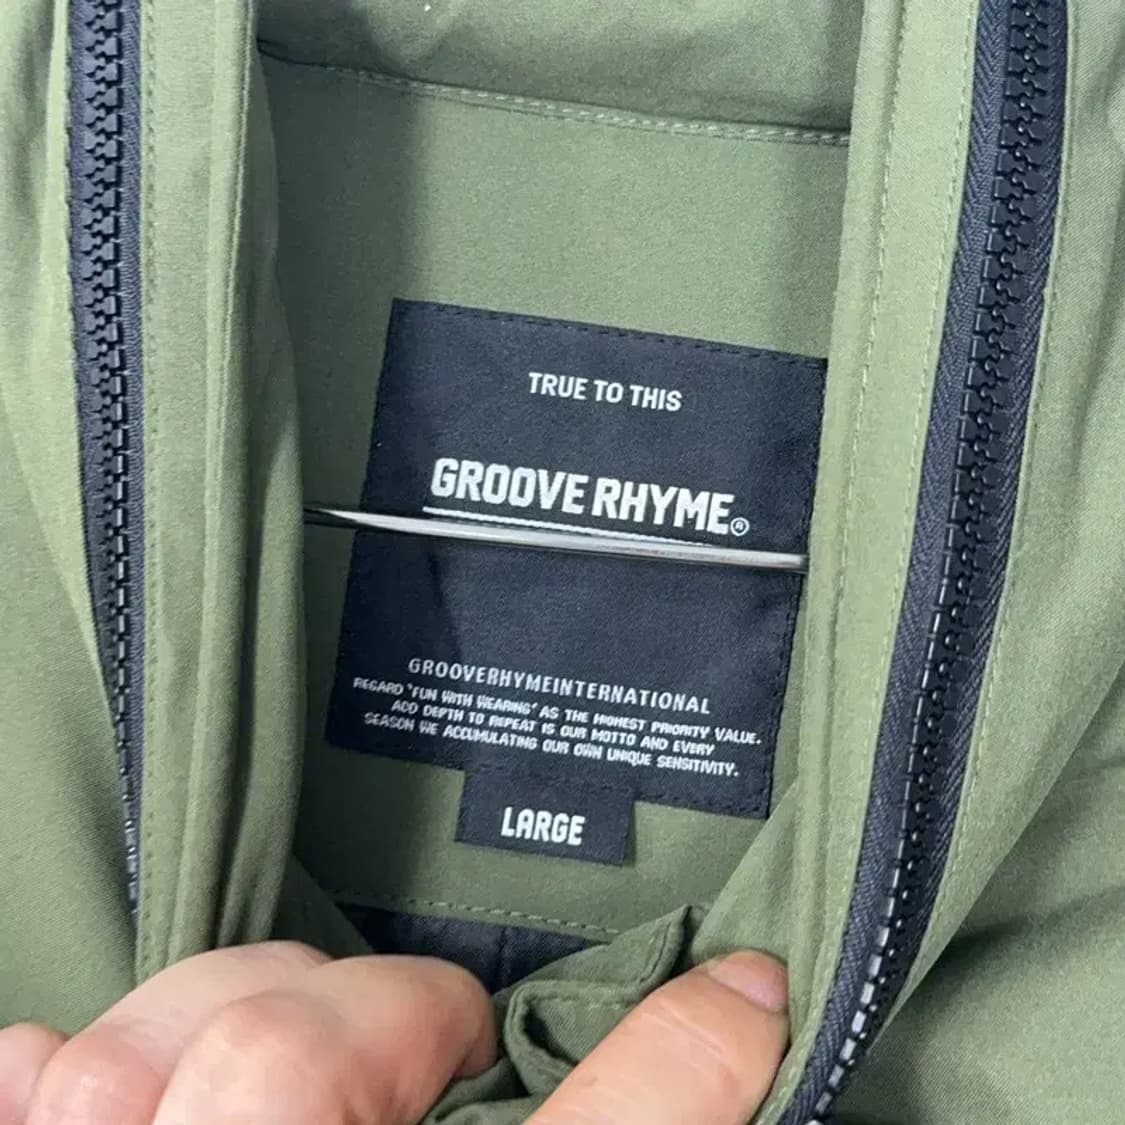 TRUE TO THIS
GROOVE RHYME®
GROOVERHYMEINTERNATIONAL
REGARD "FUN WITH WEARING" AS THE HIGHEST PRIORITY VALUE.
ADD DEPTH TO REPEAT IS OUR MOTTO AND EVERY
SEASON WE ACCUMULATING OUR OWN UNIQUE SENSITIVITY.
LARGE